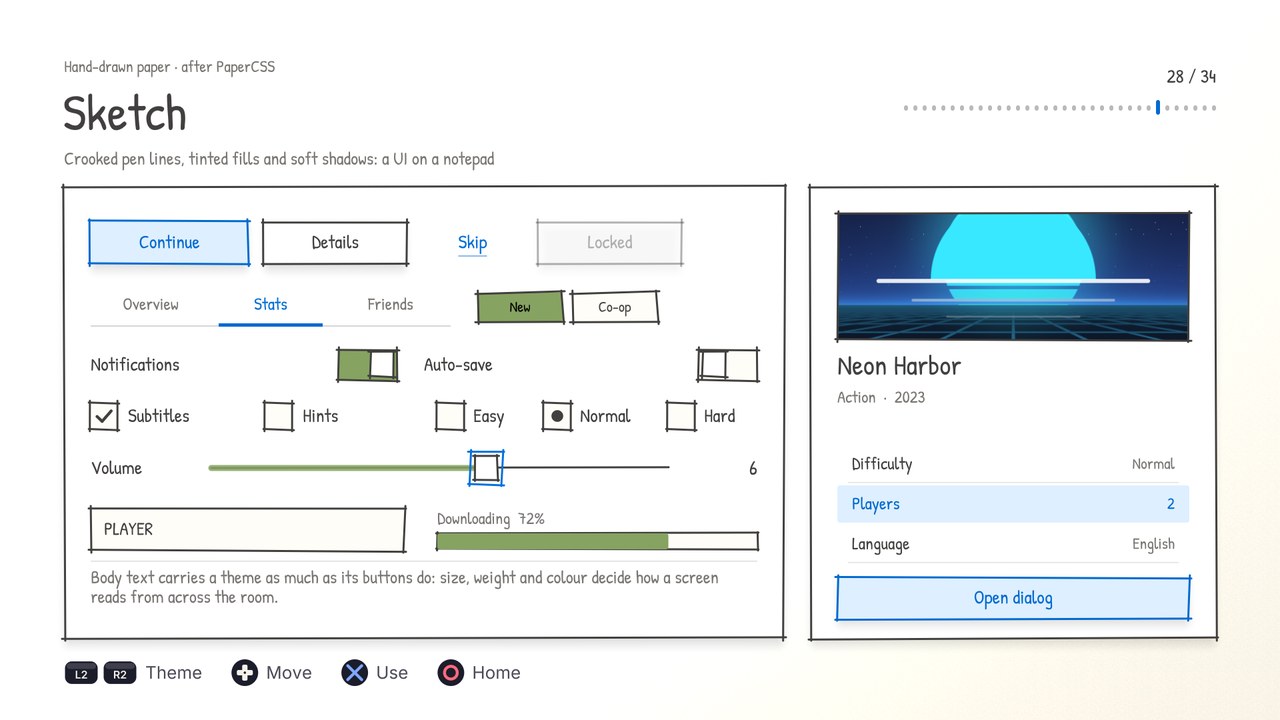 Hand-drawn paper · after PaperCSS
Sketch
Crooked pen lines, tinted fills and soft shadows: a UI on a notepad
28 / 34
Continue
Details
Skip
Locked
Overview
Stats
Friends
New
Co-op
Notifications
Auto-save
Subtitles
Hints
Easy
Normal
Hard
Volume
6
PLAYER
Downloading 72%
Body text carries a theme as much as its buttons do: size, weight and colour decide how a screen
reads from across the room.
Neon Harbor
Action · 2023
Difficulty
Normal
Players
2
Language
English
Open dialog
L2
R2
Theme
Move
Use
Home